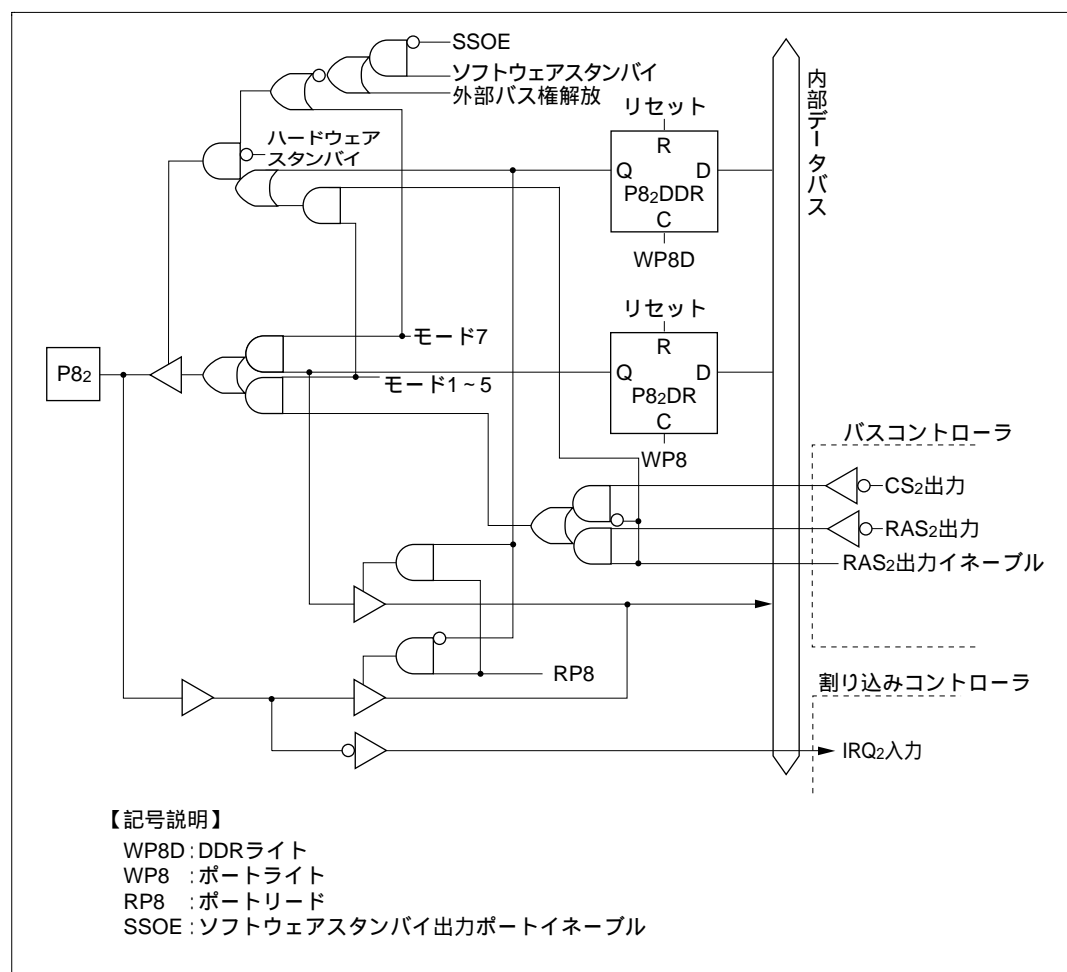 SSOE
ソフトウェアスタンバイ
外部バス権解放
ハードウェア
スタンバイ
リセット
R
Q D
P8₂DDR
C
WP8D
内部データバス
リセット
R
Q D
P8₂DR
C
WP8
モード7
モード1~5
P8₂
バスコントローラ
CS₂出力
RAS₂出力
RAS₂出力イネーブル
RP8
割り込みコントローラ
IRQ₂入力
【記号説明】
WP8D:DDRライト
WP8 :ポートライト
RP8 :ポートリード
SSOE:ソフトウェアスタンバイ出力ポートイネーブル